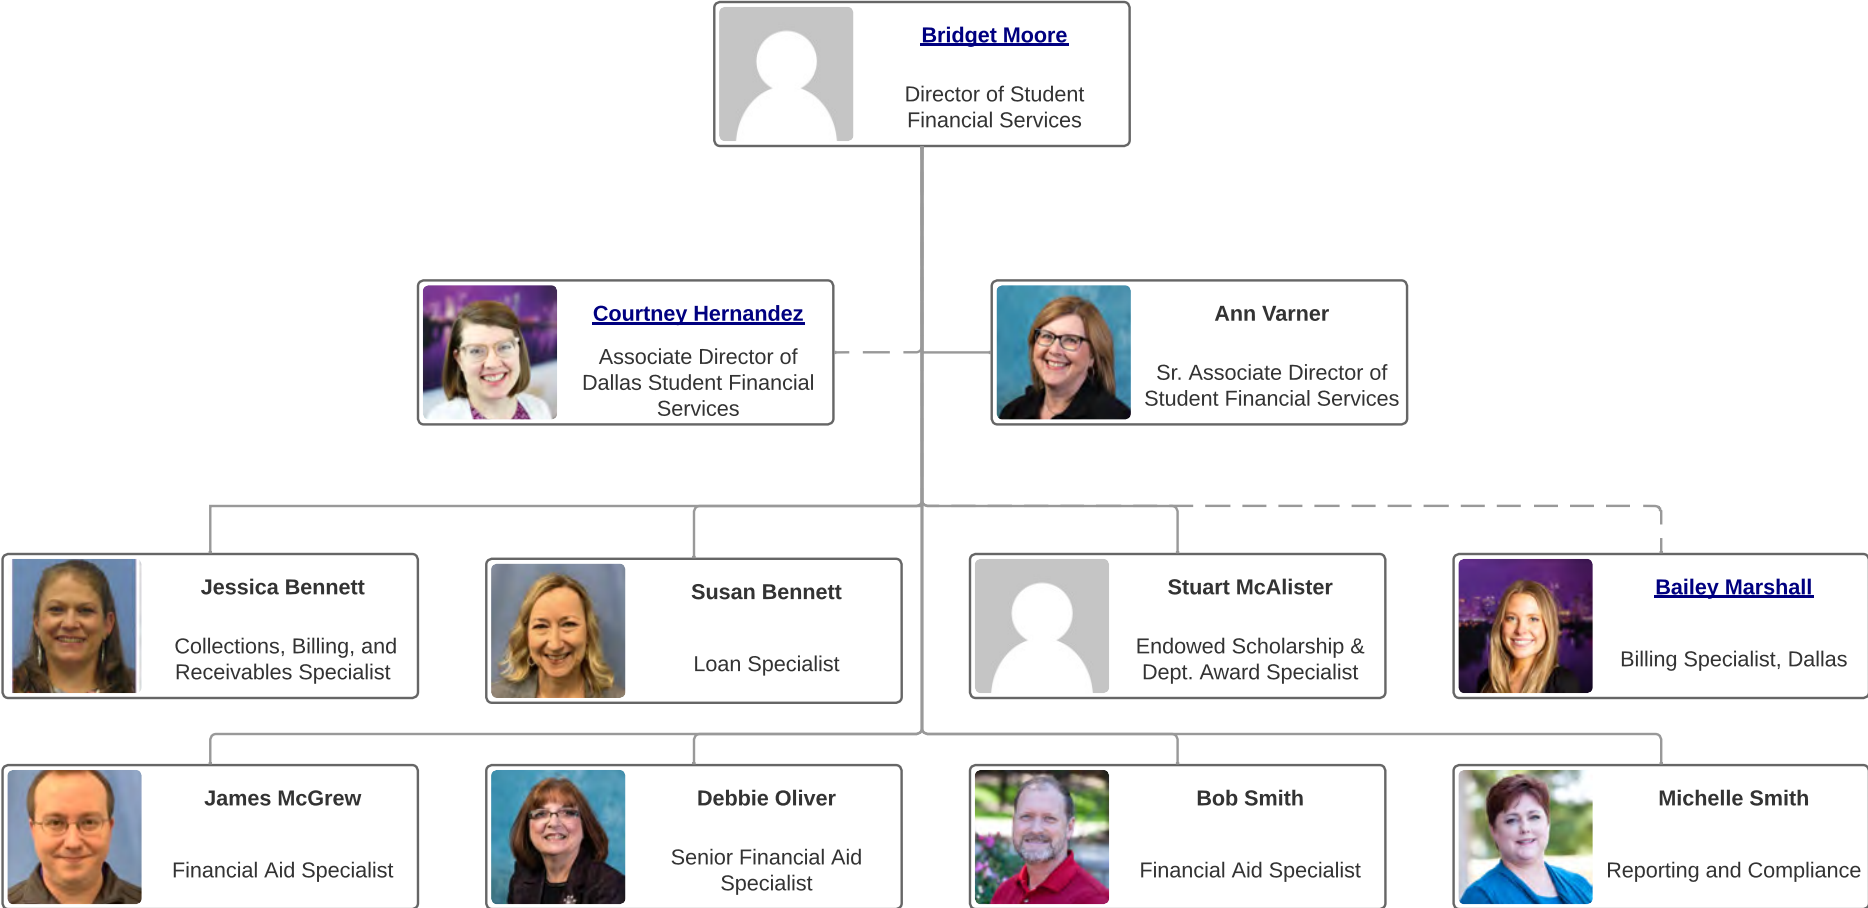 Bridget Moore
Director of Student
Financial Services
Courtney Hernandez
Associate Director of
Dallas Student Financial
Services
Ann Varner
Sr. Associate Director of
Student Financial Services
Jessica Bennett
Collections, Billing, and
Receivables Specialist
Susan Bennett
Loan Specialist
Stuart McAlister
Endowed Scholarship &
Dept. Award Specialist
Bailey Marshall
Billing Specialist, Dallas
James McGrew
Financial Aid Specialist
Debbie Oliver
Senior Financial Aid
Specialist
Bob Smith
Financial Aid Specialist
Michelle Smith
Reporting and Compliance